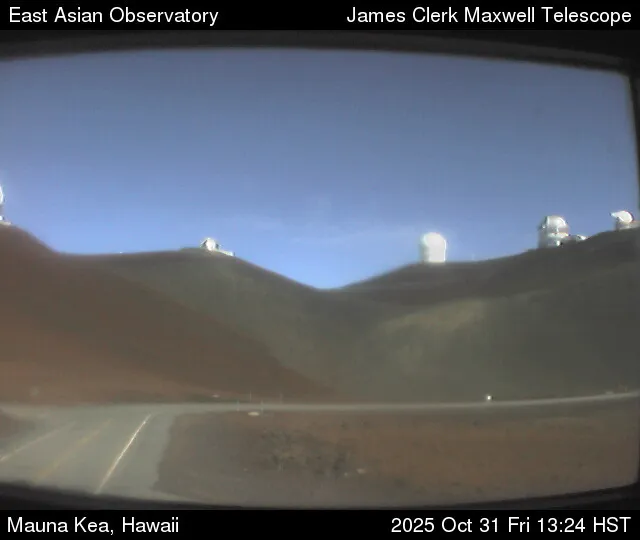 East Asian Observatory
James Clerk Maxwell Telescope
Mauna Kea, Hawaii
2025 Oct 31 Fri 13:24 HST